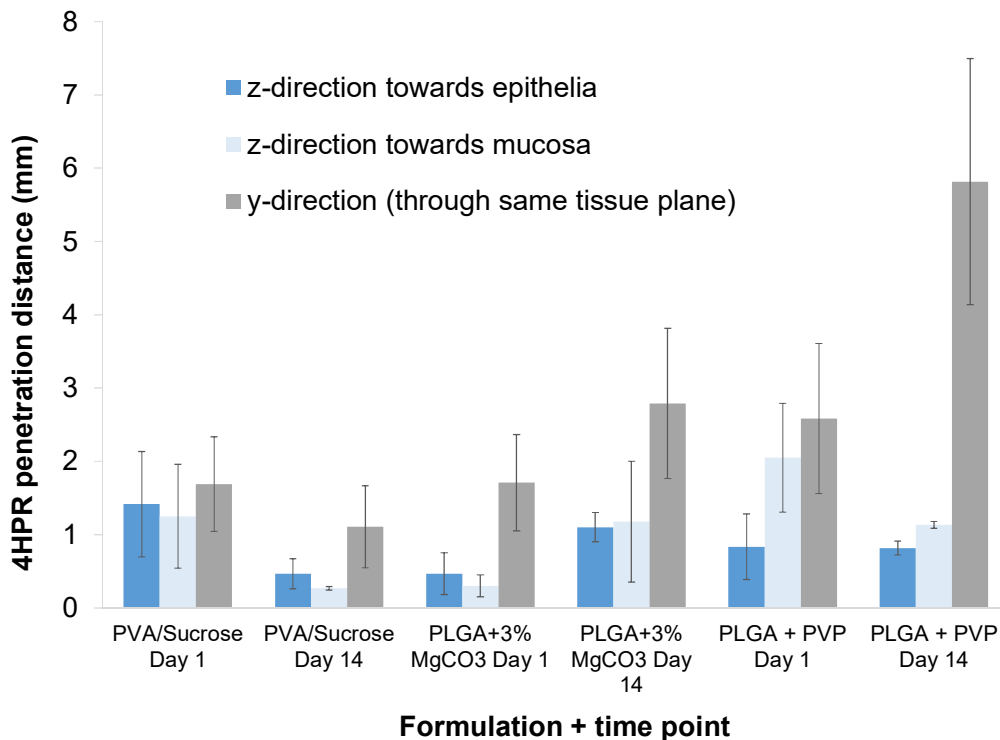 8
7
6
5
4
3
2
1
0
4HPR penetration distance (mm)
z-direction towards epithelia
z-direction towards mucosa
y-direction (through same tissue plane)
PVA/Sucrose
Day 1
PVA/Sucrose
Day 14
PLGA+3%
MgCO3 Day 1
PLGA+3%
MgCO3 Day
14
PLGA + PVP
Day 1
PLGA + PVP
Day 14
Formulation + time point